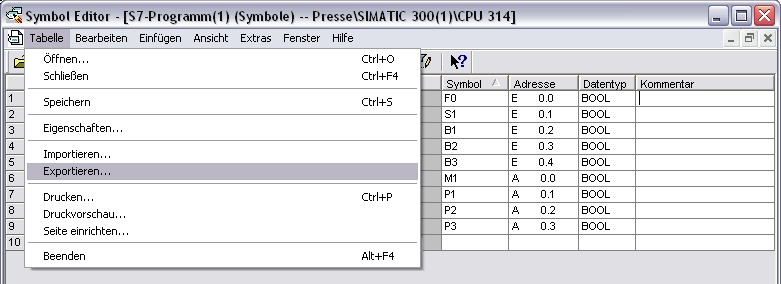 Symbol Editor - [S7-Programm(1) (Symbole) -- Presse\SIMATIC 300(1)\CPU 314]
Tabelle Bearbeiten Einfügen Ansicht Extras Fenster Hilfe
Öffnen... Ctrl+O
Schließen Ctrl+F4
Speichern Ctrl+S
Eigenschaften...
Importieren...
Exportieren...
Drucken... Ctrl+P
Druckvorschau...
Seite einrichten...
Beenden Alt+F4
Symbol Adresse Datentyp Kommentar
1 F0 E 0.0 BOOL
2 S1 E 0.1 BOOL
3 B1 E 0.2 BOOL
4 B2 E 0.3 BOOL
5 B3 E 0.4 BOOL
6 M1 A 0.0 BOOL
7 P1 A 0.1 BOOL
8 P2 A 0.2 BOOL
9 P3 A 0.3 BOOL
10